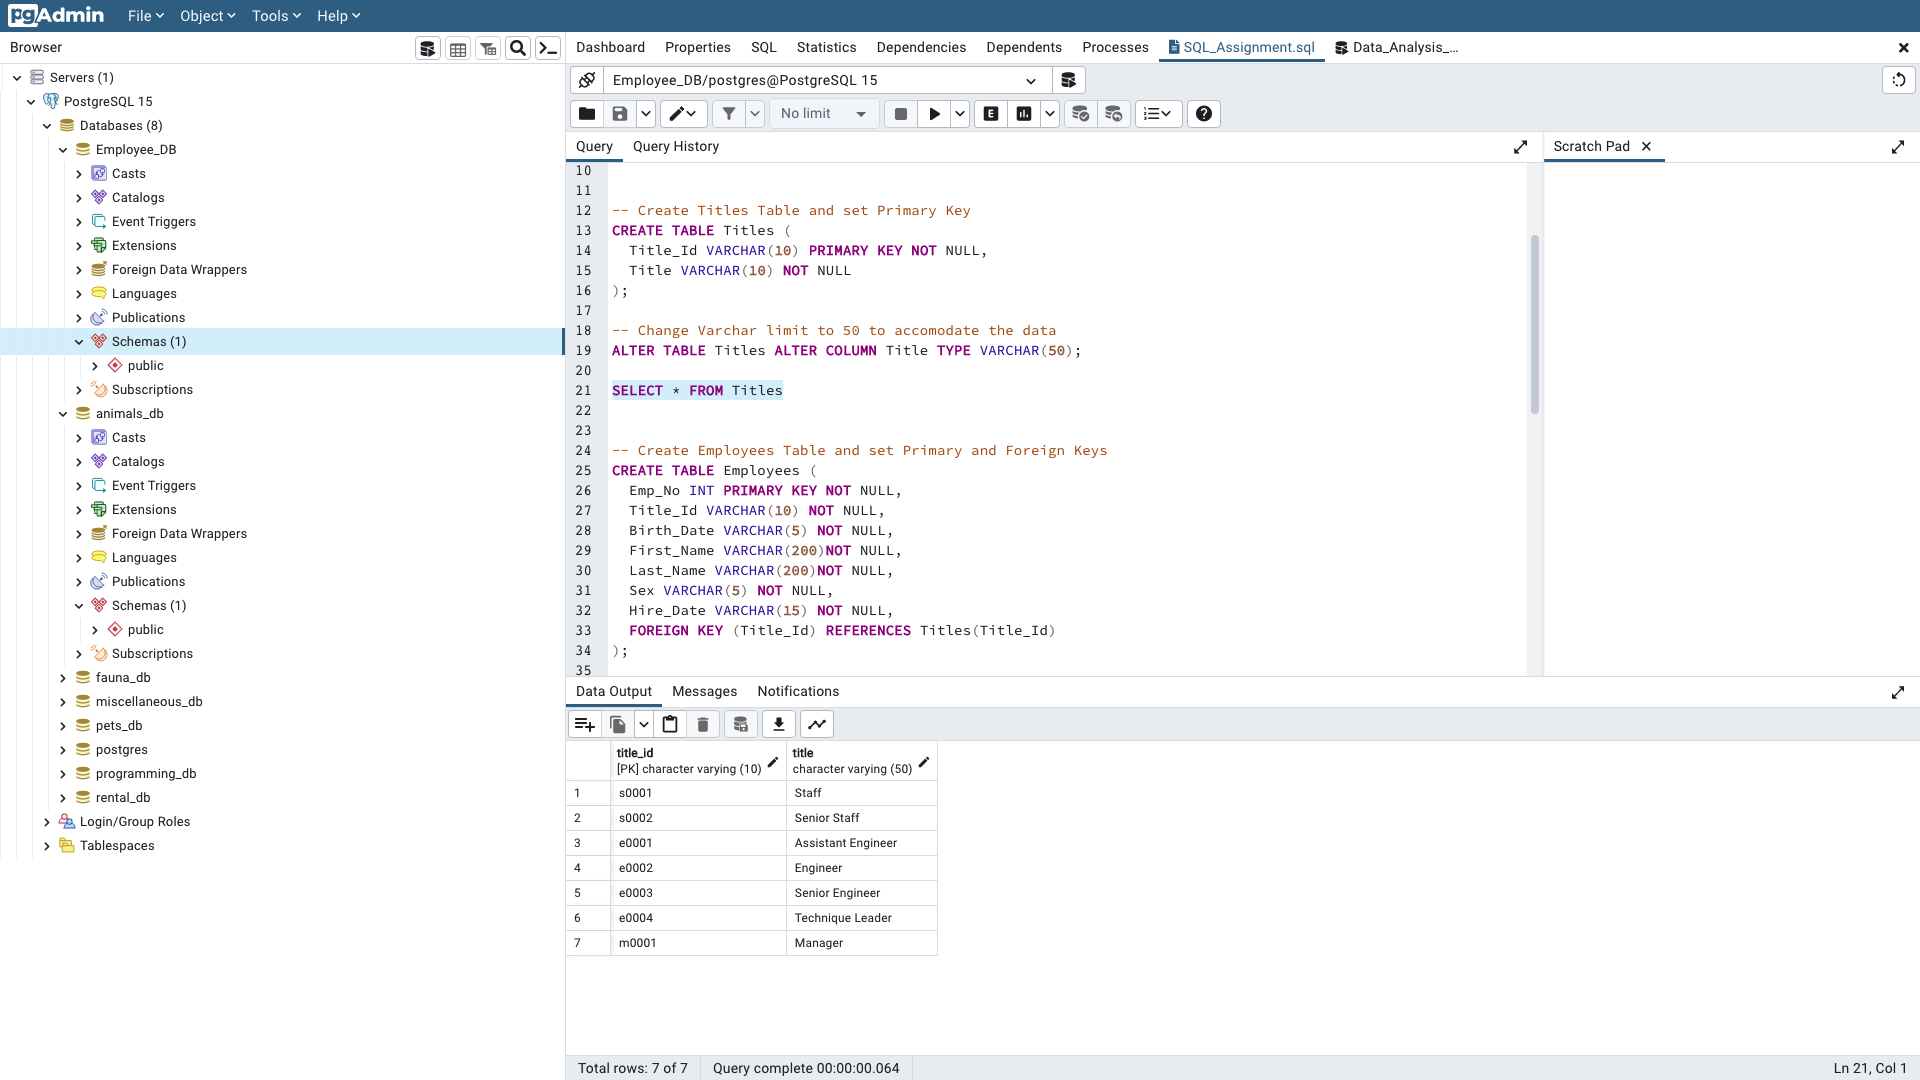 pgAdmin File Object Tools Help
Browser
Servers (1)
PostgreSQL 15
Databases (8)
Employee_DB
Casts
Catalogs
Event Triggers
Extensions
Foreign Data Wrappers
Languages
Publications
Schemas (1)
public
Subscriptions
animals_db
Casts
Catalogs
Event Triggers
Extensions
Foreign Data Wrappers
Languages
Publications
Schemas (1)
public
Subscriptions
fauna_db
miscellaneous_db
pets_db
postgres
programming_db
rental_db
Login/Group Roles
Tablespaces
Dashboard Properties SQL Statistics Dependencies Dependents Processes SQL_Assignment.sql Data_Analysis_...
Employee_DB/postgres@PostgreSQL 15
No limit E
Query Query History
Scratch Pad
10
11
12 -- Create Titles Table and set Primary Key
13 CREATE TABLE Titles (
14 Title_Id VARCHAR(10) PRIMARY KEY NOT NULL,
15 Title VARCHAR(10) NOT NULL
16 );
17
18 -- Change Varchar limit to 50 to accomodate the data
19 ALTER TABLE Titles ALTER COLUMN Title TYPE VARCHAR(50);
20
21 SELECT * FROM Titles
22
23
24 -- Create Employees Table and set Primary and Foreign Keys
25 CREATE TABLE Employees (
26 Emp_No INT PRIMARY KEY NOT NULL,
27 Title_Id VARCHAR(10) NOT NULL,
28 Birth_Date VARCHAR(5) NOT NULL,
29 First_Name VARCHAR(200)NOT NULL,
30 Last_Name VARCHAR(200)NOT NULL,
31 Sex VARCHAR(5) NOT NULL,
32 Hire_Date VARCHAR(15) NOT NULL,
33 FOREIGN KEY (Title_Id) REFERENCES Titles(Title_Id)
34 );
35
Data Output Messages Notifications
title_id title
[PK] character varying (10) character varying (50)
1 s0001 Staff
2 s0002 Senior Staff
3 e0001 Assistant Engineer
4 e0002 Engineer
5 e0003 Senior Engineer
6 e0004 Technique Leader
7 m0001 Manager
Total rows: 7 of 7 Query complete 00:00:00.064 Ln 21, Col 1